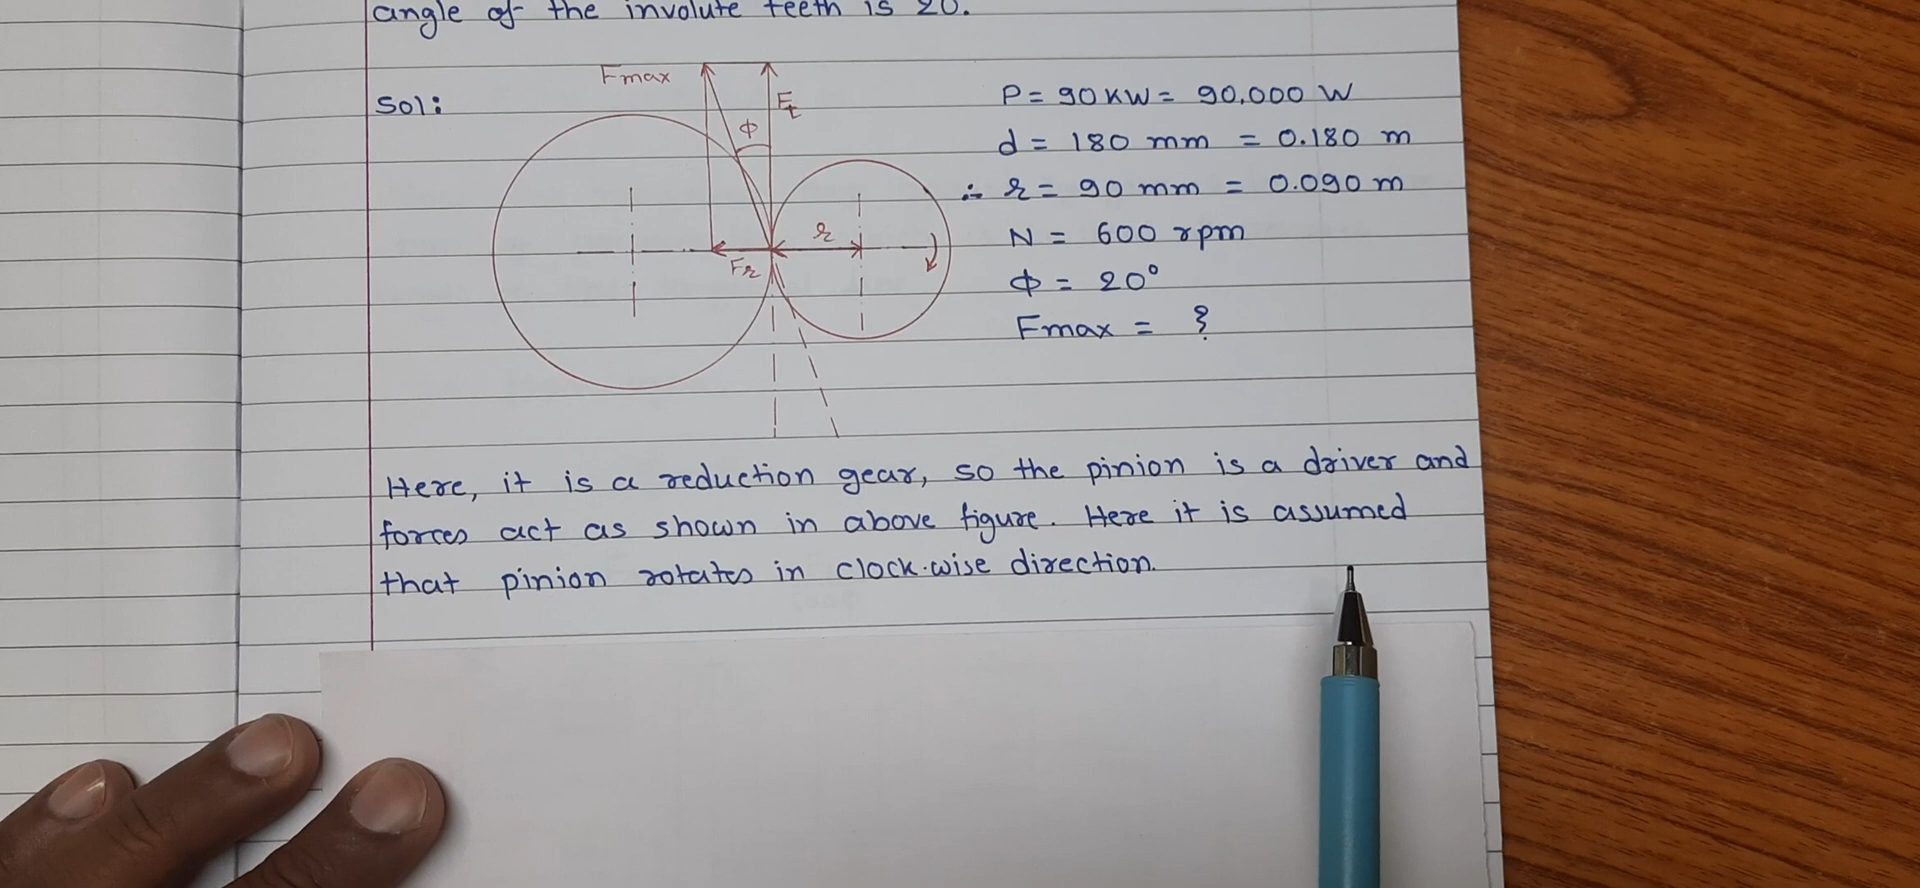 angle of the involute teeth is 20.
Sol:
Fmax
Ft
φ
r
Fr
P = 90 KW = 90,000 W
d = 180 mm = 0.180 m
∴ r = 90 mm = 0.090 m
N = 600 rpm
φ = 20°
Fmax = ?
Here, it is a reduction gear, so the pinion is a driver and
forces act as shown in above figure. Here it is assumed
that pinion rotates in clock-wise direction.